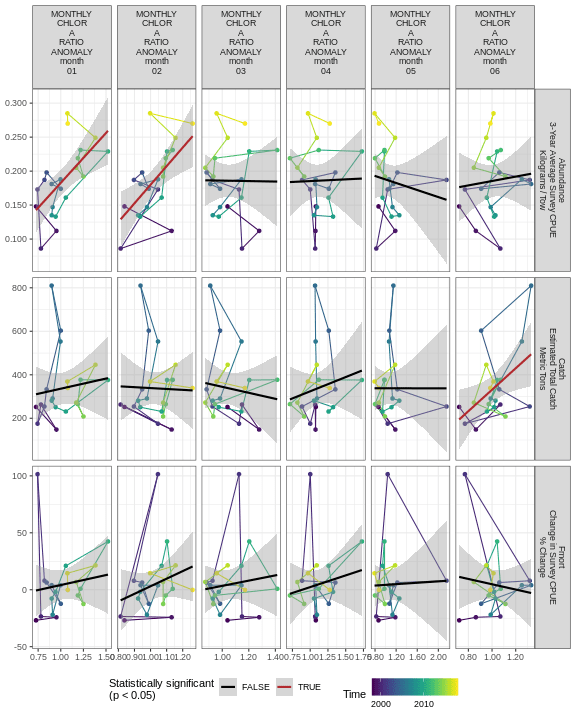 MONTHLY CHLOR A RATIO ANOMALY month 01
MONTHLY CHLOR A RATIO ANOMALY month 02
MONTHLY CHLOR A RATIO ANOMALY month 03
MONTHLY CHLOR A RATIO ANOMALY month 04
MONTHLY CHLOR A RATIO ANOMALY month 05
MONTHLY CHLOR A RATIO ANOMALY month 06
0.300
0.250
0.200
0.150
0.100
Abundance
3-Year Average Survey CPUE
Kilograms / Tow
800
600
400
200
Catch
Estimated Total Catch
Metric Tons
100
50
0
-50
Fmort
Change in Survey CPUE
% Change
0.75 1.00 1.25 1.50
0.80 0.90 1.00 1.10 1.20
1.00 1.20 1.40
0.75 1.00 1.25 1.50 1.75
0.80 1.20 1.60 2.00
0.80 1.00 1.20
Statistically significant
(p < 0.05)
FALSE
TRUE
Time
2000 2010